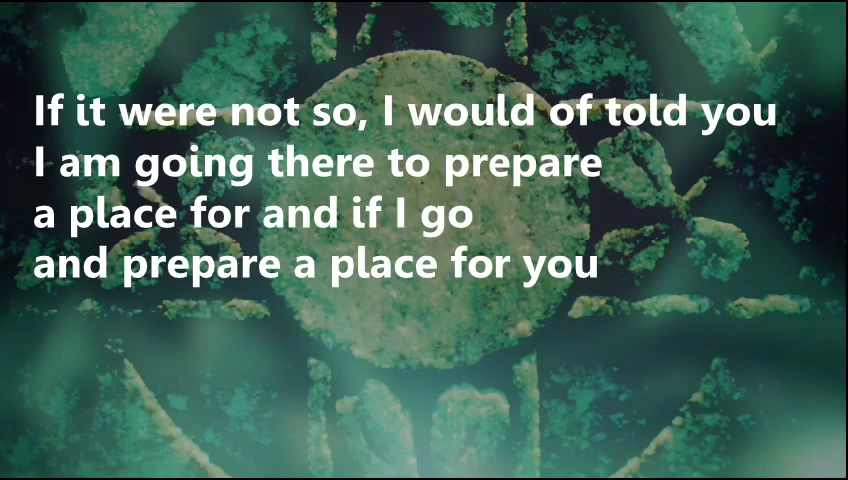 If it were not so, I would of told you
I am going there to prepare
a place for and if I go
and prepare a place for you